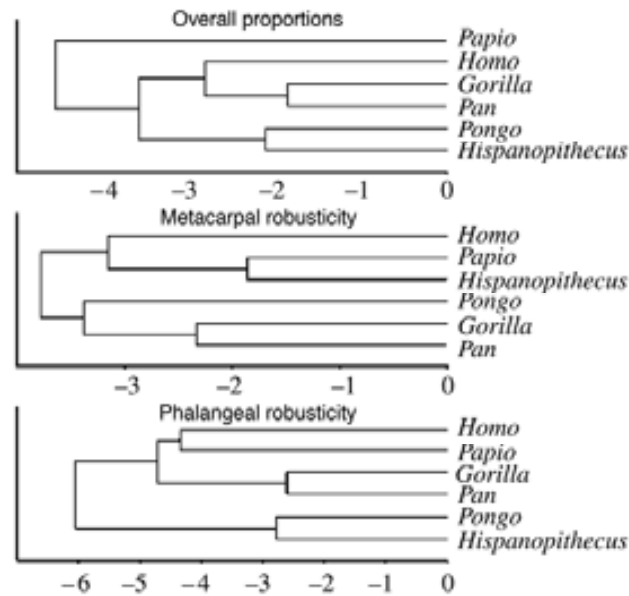 Overall proportions
Papio
Homo
Gorilla
Pan
Pongo
Hispanopithecus
−4 −3 −2 −1 0
Metacarpal robusticity
Homo
Papio
Hispanopithecus
Pongo
Gorilla
Pan
−3 −2 −1 0
Phalangeal robusticity
Homo
Papio
Gorilla
Pan
Pongo
Hispanopithecus
−6 −5 −4 −3 −2 −1 0